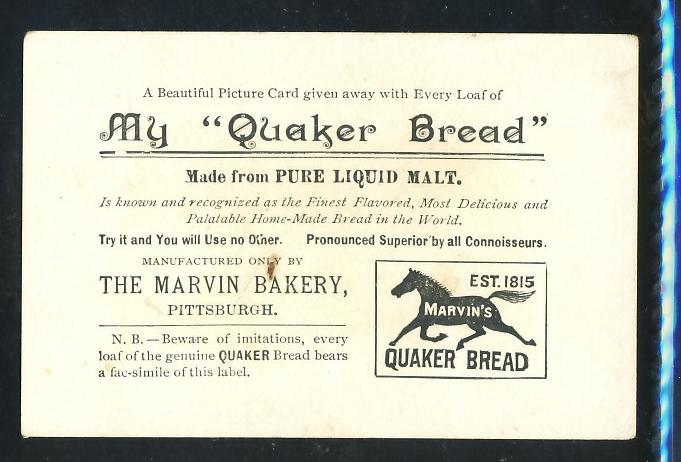 A Beautiful Picture Card given away with Every Loaf of
My "Quaker Bread"
Made from PURE LIQUID MALT.
Is known and recognized as the Finest Flavored, Most Delicious and
Palatable Home-Made Bread in the World.
Try it and You will Use no Other. Pronounced Superior by all Connoisseurs.
MANUFACTURED ONLY BY
THE MARVIN BAKERY,
PITTSBURGH.
N. B.—Beware of imitations, every
loaf of the genuine QUAKER Bread bears
a fac-simile of this label.
EST. 1815
MARVIN'S
QUAKER BREAD